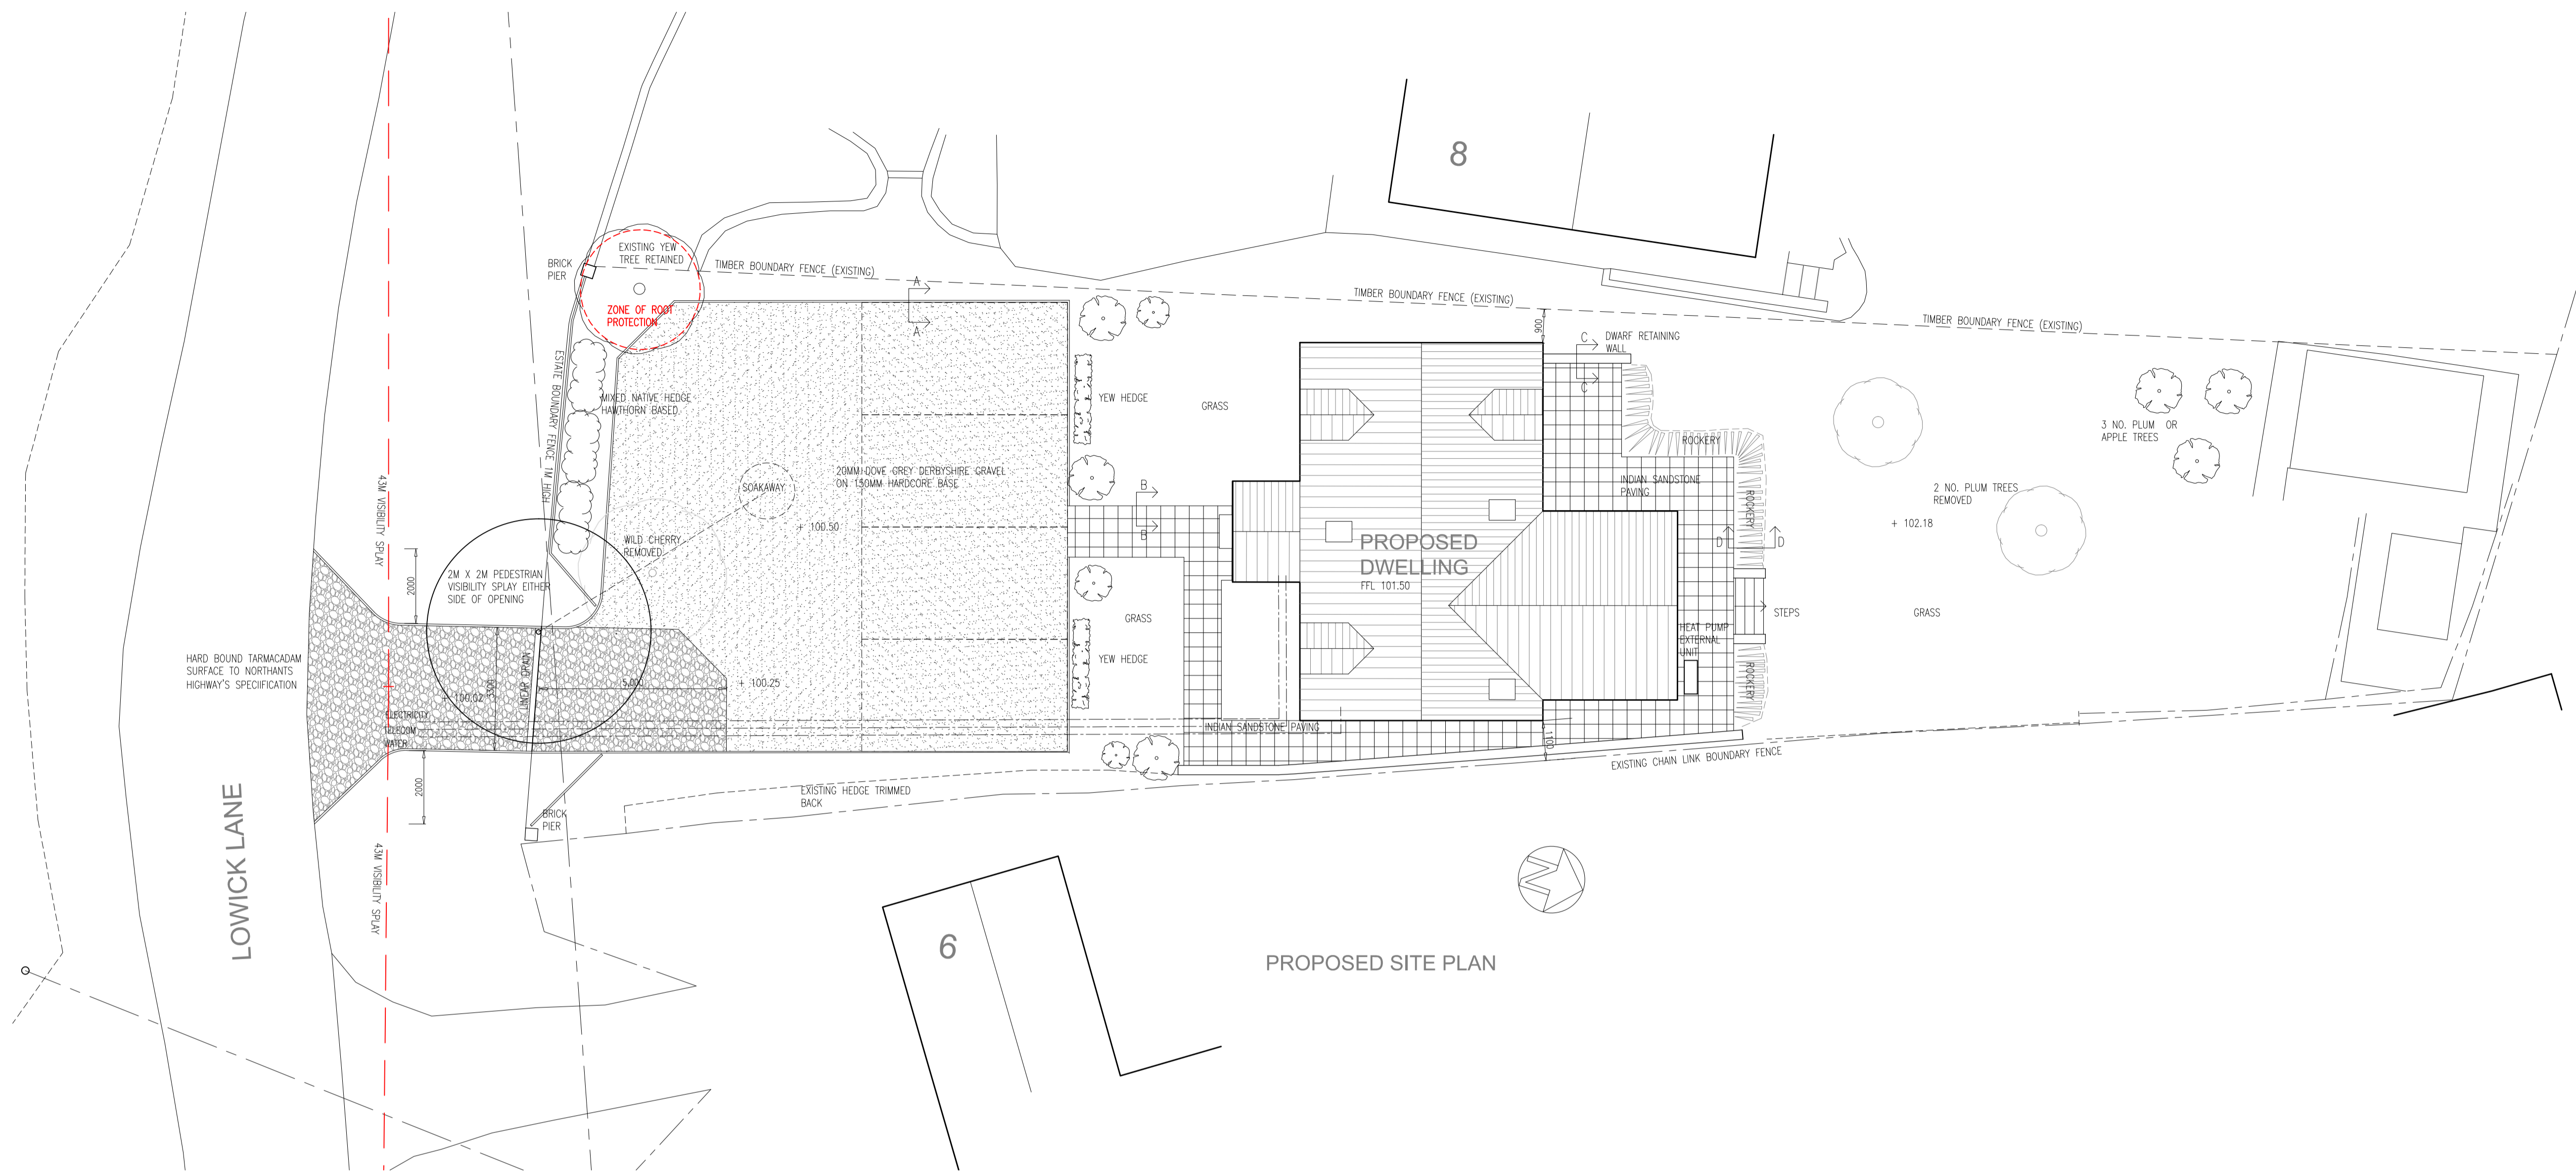 8
EXISTING YEW
TREE RETAINED
BRICK
PIER
TIMBER BOUNDARY FENCE (EXISTING)
ZONE OF ROOT
PROTECTION
A
A
TIMBER BOUNDARY FENCE (EXISTING)
TIMBER BOUNDARY FENCE (EXISTING)
900
C
C
DWARF RETAINING
WALL
ESTATE BOUNDARY FENCE 1M HIGH
MIXED NATIVE HEDGE
HAWTHORN BASED
YEW HEDGE
GRASS
3 NO. PLUM OR
APPLE TREES
ROCKERY
43M VISIBILITY SPLAY
20MM DOVE GREY DERBYSHIRE GRAVEL
ON 150MM HARDCORE BASE
SOAKAWAY
B
B
INDIAN SANDSTONE
PAVING
ROCKERY
2 NO. PLUM TREES
REMOVED
+ 100.50
+ 102.18
WILD CHERRY
REMOVED
PROPOSED
DWELLING
FFL 101.50
D
D
2000
2M X 2M PEDESTRIAN
VISIBILITY SPLAY EITHER
SIDE OF OPENING
GRASS
STEPS
GRASS
HEAT PUMP
EXTERNAL
UNIT
HARD BOUND TARMACADAM
SURFACE TO NORTHANTS
HIGHWAY'S SPECIIFICATION
YEW HEDGE
LINEAR DRAIN
5,000
+ 100.25
+ 100.02
3300
ROCKERY
ELECTRICITY
TELECOM
WATER
INDIAN SANDSTONE PAVING
1100
EXISTING CHAIN LINK BOUNDARY FENCE
2000
EXISTING HEDGE TRIMMED
BACK
BRICK
PIER
LOWICK LANE
43M VISIBILITY SPLAY
6
N
PROPOSED SITE PLAN